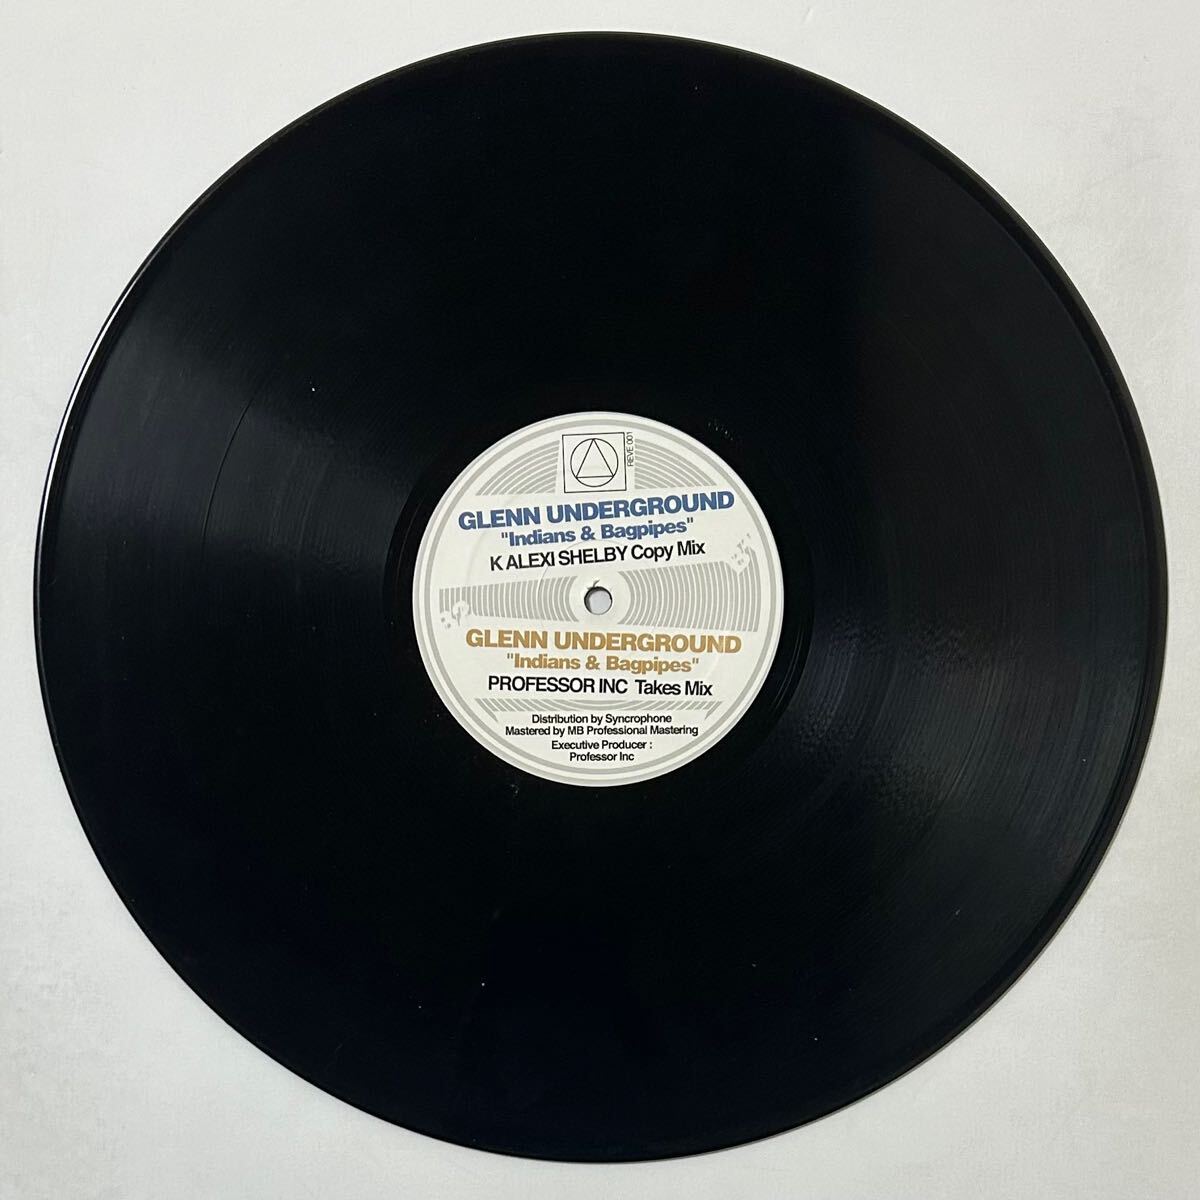 REVE 001
GLENN UNDERGROUND
"Indians & Bagpipes"
K ALEXI SHELBY Copy Mix
GLENN UNDERGROUND
"Indians & Bagpipes"
PROFESSOR INC Takes Mix
Distribution by Syncrophone
Mastered by MB Professional Mastering
Executive Producer :
Professor Inc